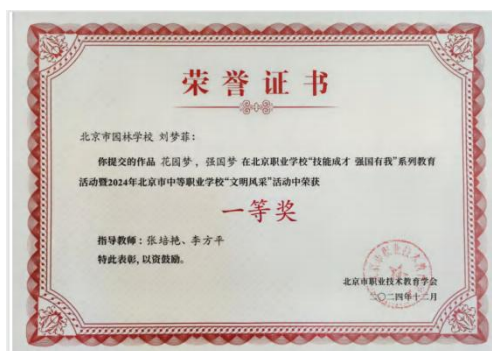 荣誉证书
北京市园林学校 刘梦菲：
你提交的作品 花园梦，强国梦 在北京职业学校“技能成才 强国有我”系列教育
活动暨2024年北京市中等职业学校“文明风采”活动中荣获
一等奖
指导教师：张培艳、李方平
特此表彰，以资鼓励。
北京市职业技术教育学会
二〇二四年十二月